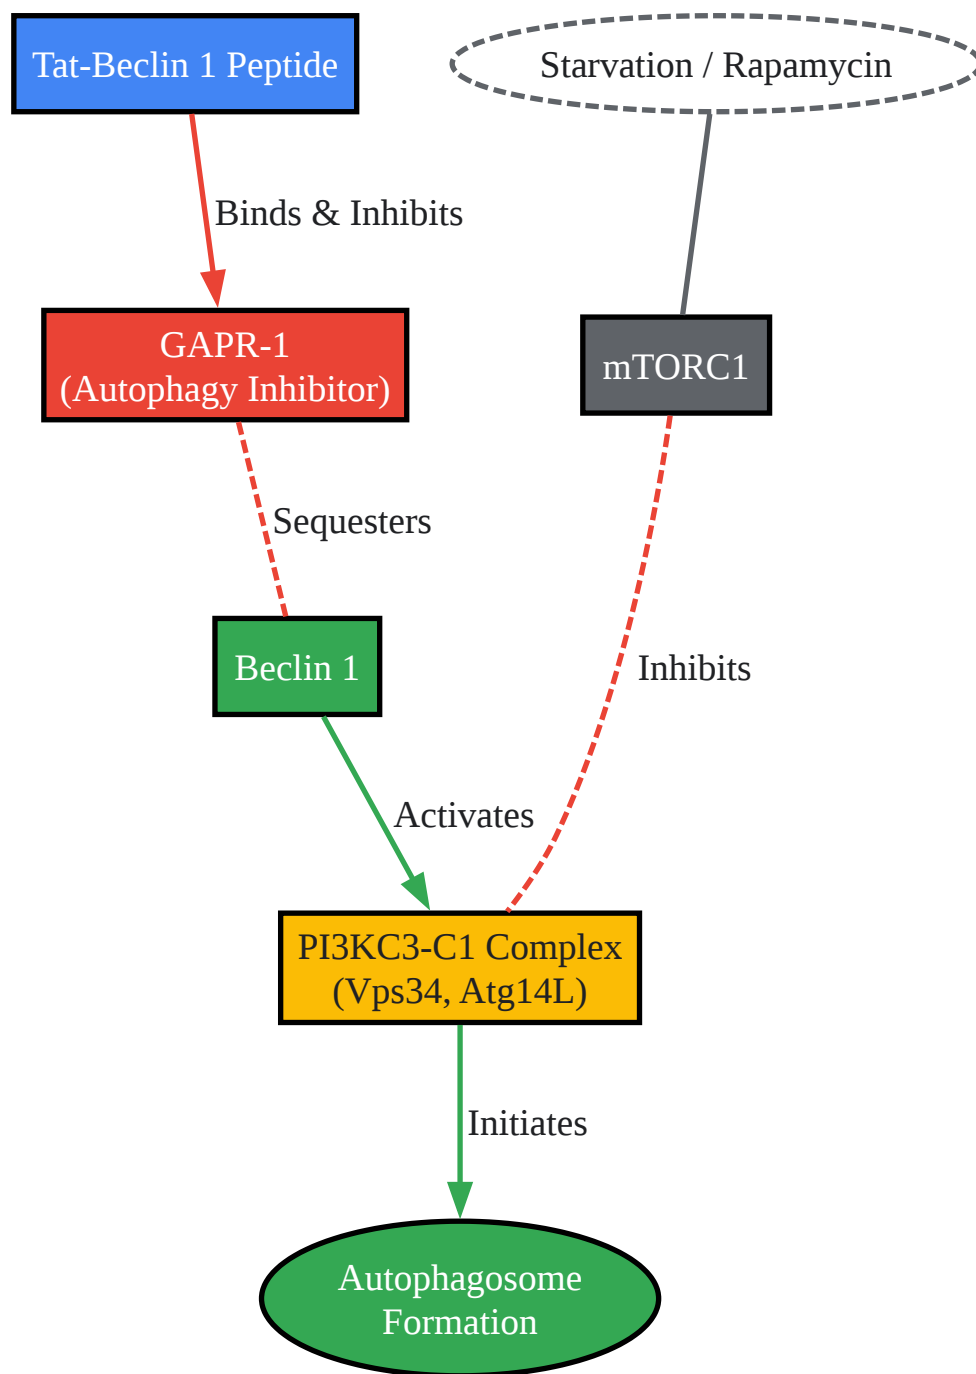 Tat-Beclin 1 Peptide
Starvation / Rapamycin
Binds & Inhibits
GAPR-1
(Autophagy Inhibitor)
mTORC1
Sequesters
Beclin 1
Inhibits
Activates
PI3KC3-C1 Complex
(Vps34, Atg14L)
Initiates
Autophagosome
Formation